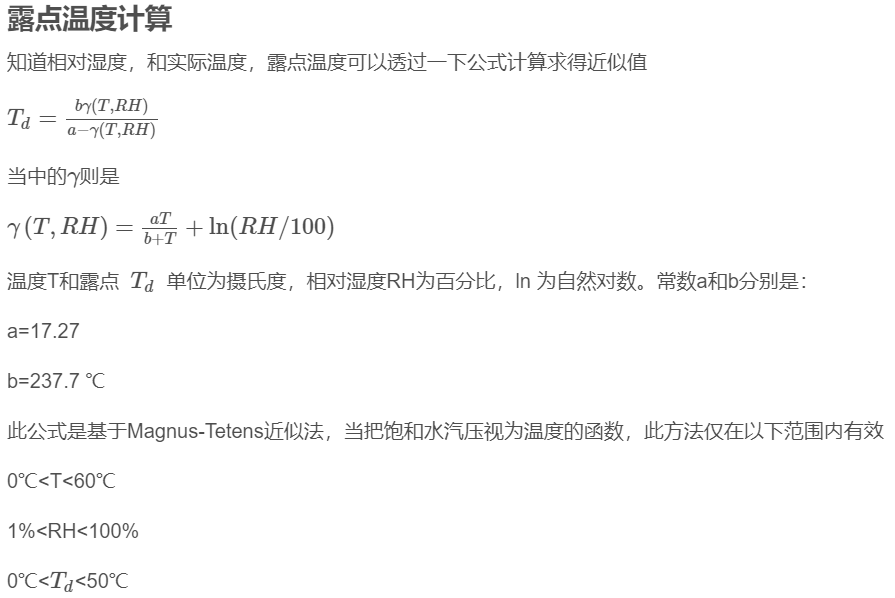 露点温度计算
知道相对湿度，和实际温度，露点温度可以透过一下公式计算求得近似值
T_d = \frac{bγ(T,RH)}{a−γ(T,RH)}
当中的γ则是
γ(T, RH) = \frac{aT}{b+T} + ln(RH/100)
温度T和露点 T_d 单位为摄氏度，相对湿度RH为百分比，ln 为自然对数。常数a和b分别是：
a=17.27
b=237.7 ℃
此公式是基于Magnus-Tetens近似法，当把饱和水汽压视为温度的函数，此方法仅在以下范围内有效
0℃<T<60℃
1%<RH<100%
0℃<T_d<50℃